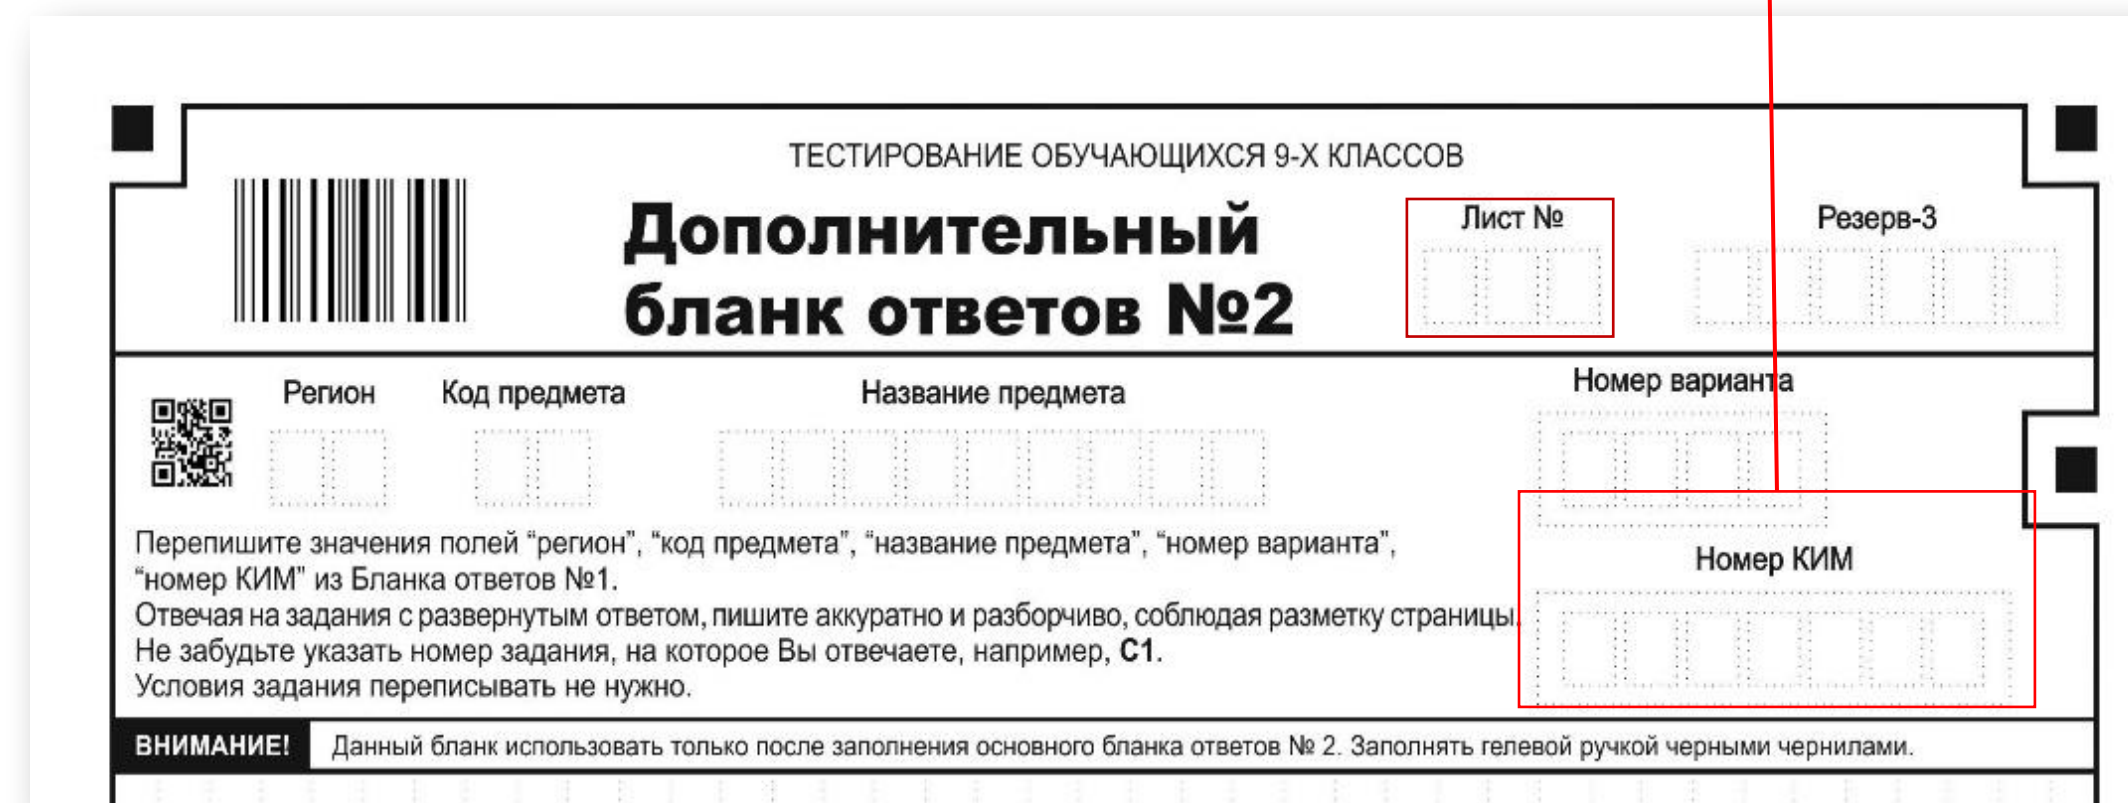 ТЕСТИРОВАНИЕ ОБУЧАЮЩИХСЯ 9-Х КЛАССОВ
Дополнительный
бланк ответов №2
Лист №
Резерв-3
Регион
Код предмета
Название предмета
Номер варианта
Перепишите значения полей “регион”, “код предмета”, “название предмета”, “номер варианта”,
“номер КИМ” из Бланка ответов №1.
Отвечая на задания с развернутым ответом, пишите аккуратно и разборчиво, соблюдая разметку страницы.
Не забудьте указать номер задания, на которое Вы отвечаете, например, С1.
Условия задания переписывать не нужно.
Номер КИМ
ВНИМАНИЕ!
Данный бланк использовать только после заполнения основного бланка ответов № 2. Заполнять гелевой ручкой черными чернилами.